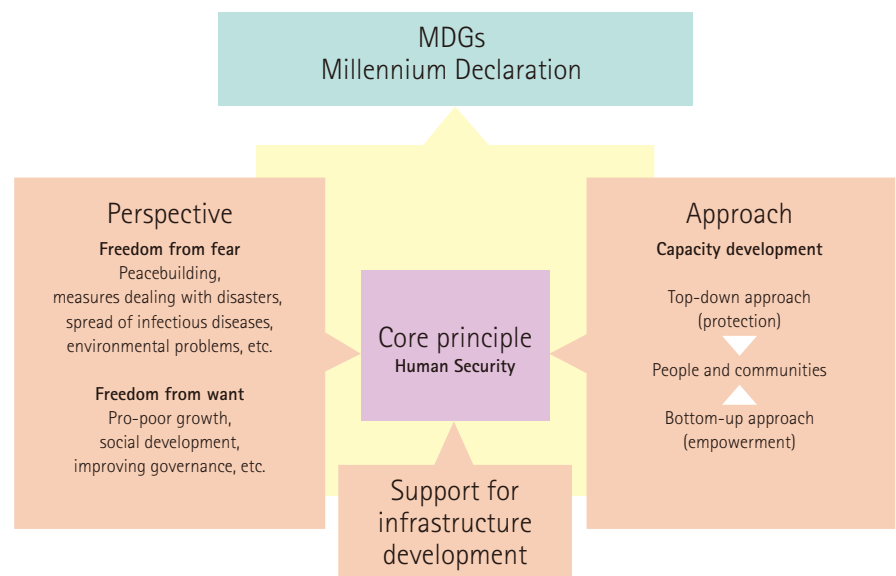 MDGs
Millennium Declaration
Perspective
Freedom from fear
Peacebuilding,
measures dealing with disasters,
spread of infectious diseases,
environmental problems, etc.
Freedom from want
Pro-poor growth,
social development,
improving governance, etc.
Core principle
Human Security
Approach
Capacity development
Top-down approach
(protection)
People and communities
Bottom-up approach
(empowerment)
Support for
infrastructure
development